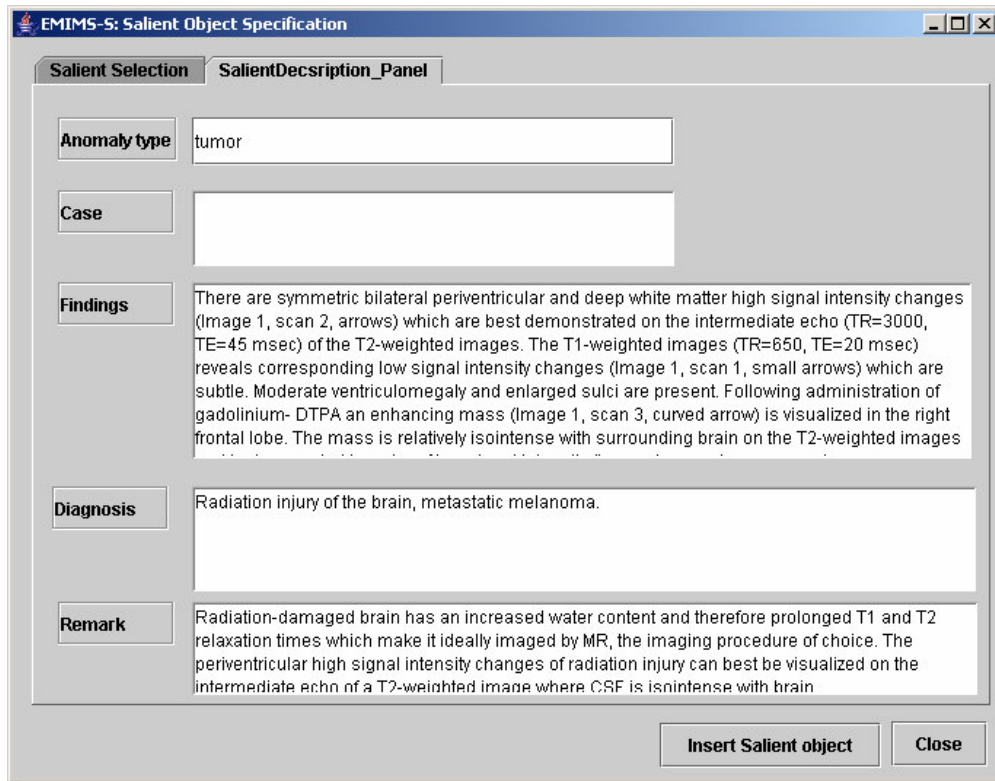 EMIMS-S: Salient Object Specification
Salient Selection
SalientDecsription_Panel
Anomaly type
tumor
Case
Findings
There are symmetric bilateral periventricular and deep white matter high signal intensity changes
(Image 1, scan 2, arrows) which are best demonstrated on the intermediate echo (TR=3000,
TE=45 msec) of the T2-weighted images. The T1-weighted images (TR=650, TE=20 msec)
reveals corresponding low signal intensity changes (Image 1, scan 1, small arrows) which are
subtle. Moderate ventriculomegaly and enlarged sulci are present. Following administration of
gadolinium- DTPA an enhancing mass (Image 1, scan 3, curved arrow) is visualized in the right
frontal lobe. The mass is relatively isointense with surrounding brain on the T2-weighted images
Diagnosis
Radiation injury of the brain, metastatic melanoma.
Remark
Radiation-damaged brain has an increased water content and therefore prolonged T1 and T2
relaxation times which make it ideally imaged by MR, the imaging procedure of choice. The
periventricular high signal intensity changes of radiation injury can best be visualized on the
intermediate echo of a T2-weighted image where CSF is isointense with brain
Insert Salient object
Close